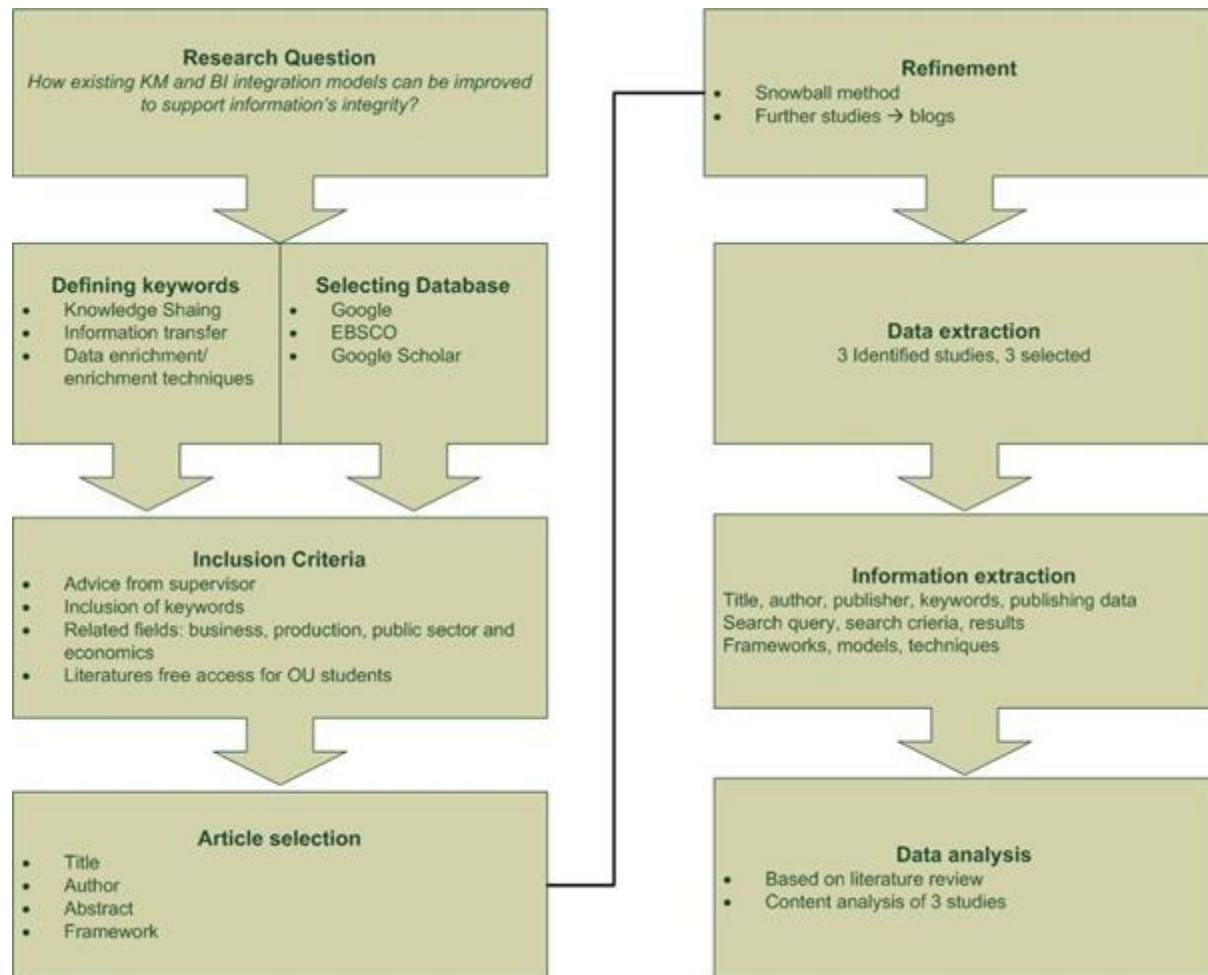 Research Question
How existing KM and BI integration models can be improved
to support information's integrity?
Defining keywords
• Knowledge Shaing
• Information transfer
• Data enrichment/
enrichment techniques
Selecting Database
• Google
• EBSCO
• Google Scholar
Inclusion Criteria
• Advice from supervisor
• Inclusion of keywords
• Related fields: business, production, public sector and
economics
• Literatures free access for OU students
Article selection
• Title
• Author
• Abstract
• Framework
Refinement
• Snowball method
• Further studies → blogs
Data extraction
3 Identified studies, 3 selected
Information extraction
Title, author, publisher, keywords, publishing data
Search query, search crieria, results
Frameworks, models, techniques
Data analysis
• Based on literature review
• Content analysis of 3 studies